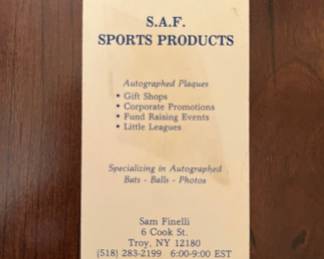 S.A.F.
SPORTS PRODUCTS
Autographed Plaques
• Gift Shops
• Corporate Promotions
• Fund Raising Events
• Little Leagues
Specializing in Autographed
Bats - Balls - Photos
Sam Finelli
6 Cook St.
Troy, NY 12180
(518) 283-2199 6:00-9:00 EST